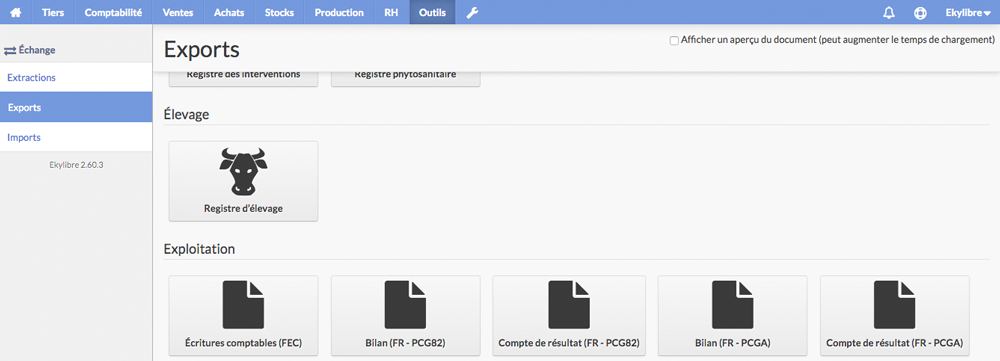 Tiers Comptabilité Ventes Achats Stocks Production RH Outils Ekylibre
Échange
Extractions
Exports
Imports
Ekylibre 2.60.3
Exports
Afficher un aperçu du document (peut augmenter le temps de chargement)
Registre des interventions Registre phytosanitaire
Élevage
Registre d'élevage
Exploitation
Écritures comptables (FEC) Bilan (FR - PCG82) Compte de résultat (FR - PCG82) Bilan (FR - PCGA) Compte de résultat (FR - PCGA)